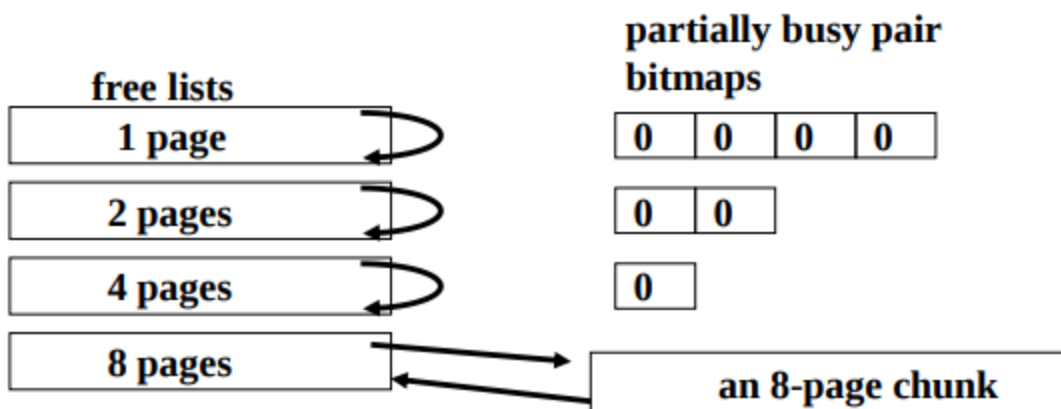 partially busy pair
bitmaps
free lists
1 page
0 0 0 0
2 pages
0 0
4 pages
0
8 pages
an 8-page chunk